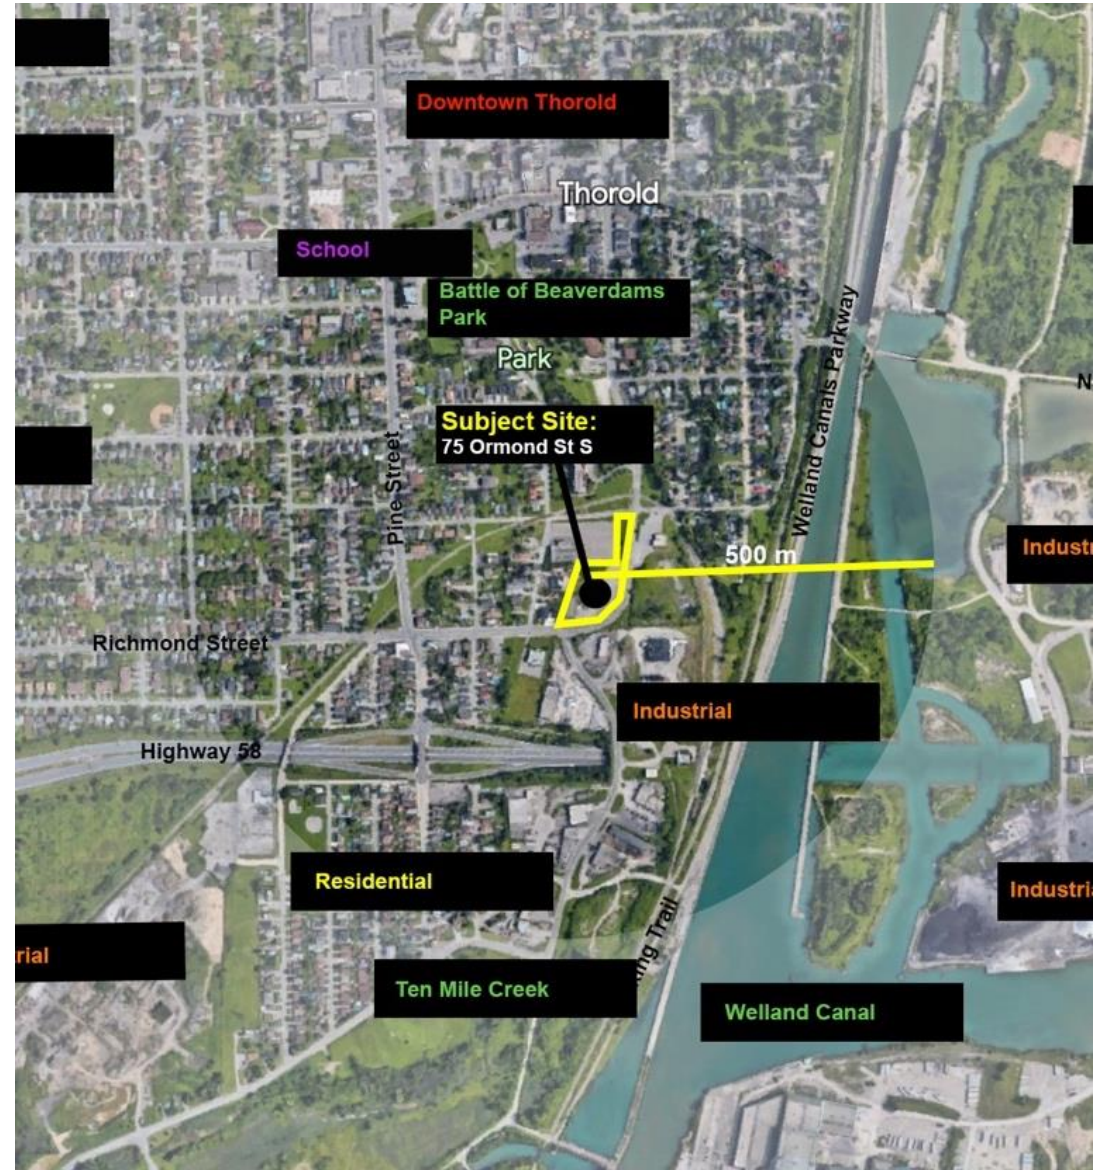 Downtown Thorold
Thorold
School
Battle of Beaverdams
Park
Park
Welland Canals Parkway
Subject Site:
75 Ormond St S
Pine Street
500 m
Richmond Street
Industrial
Highway 58
Residential
Trail
Ten Mile Creek
Welland Canal